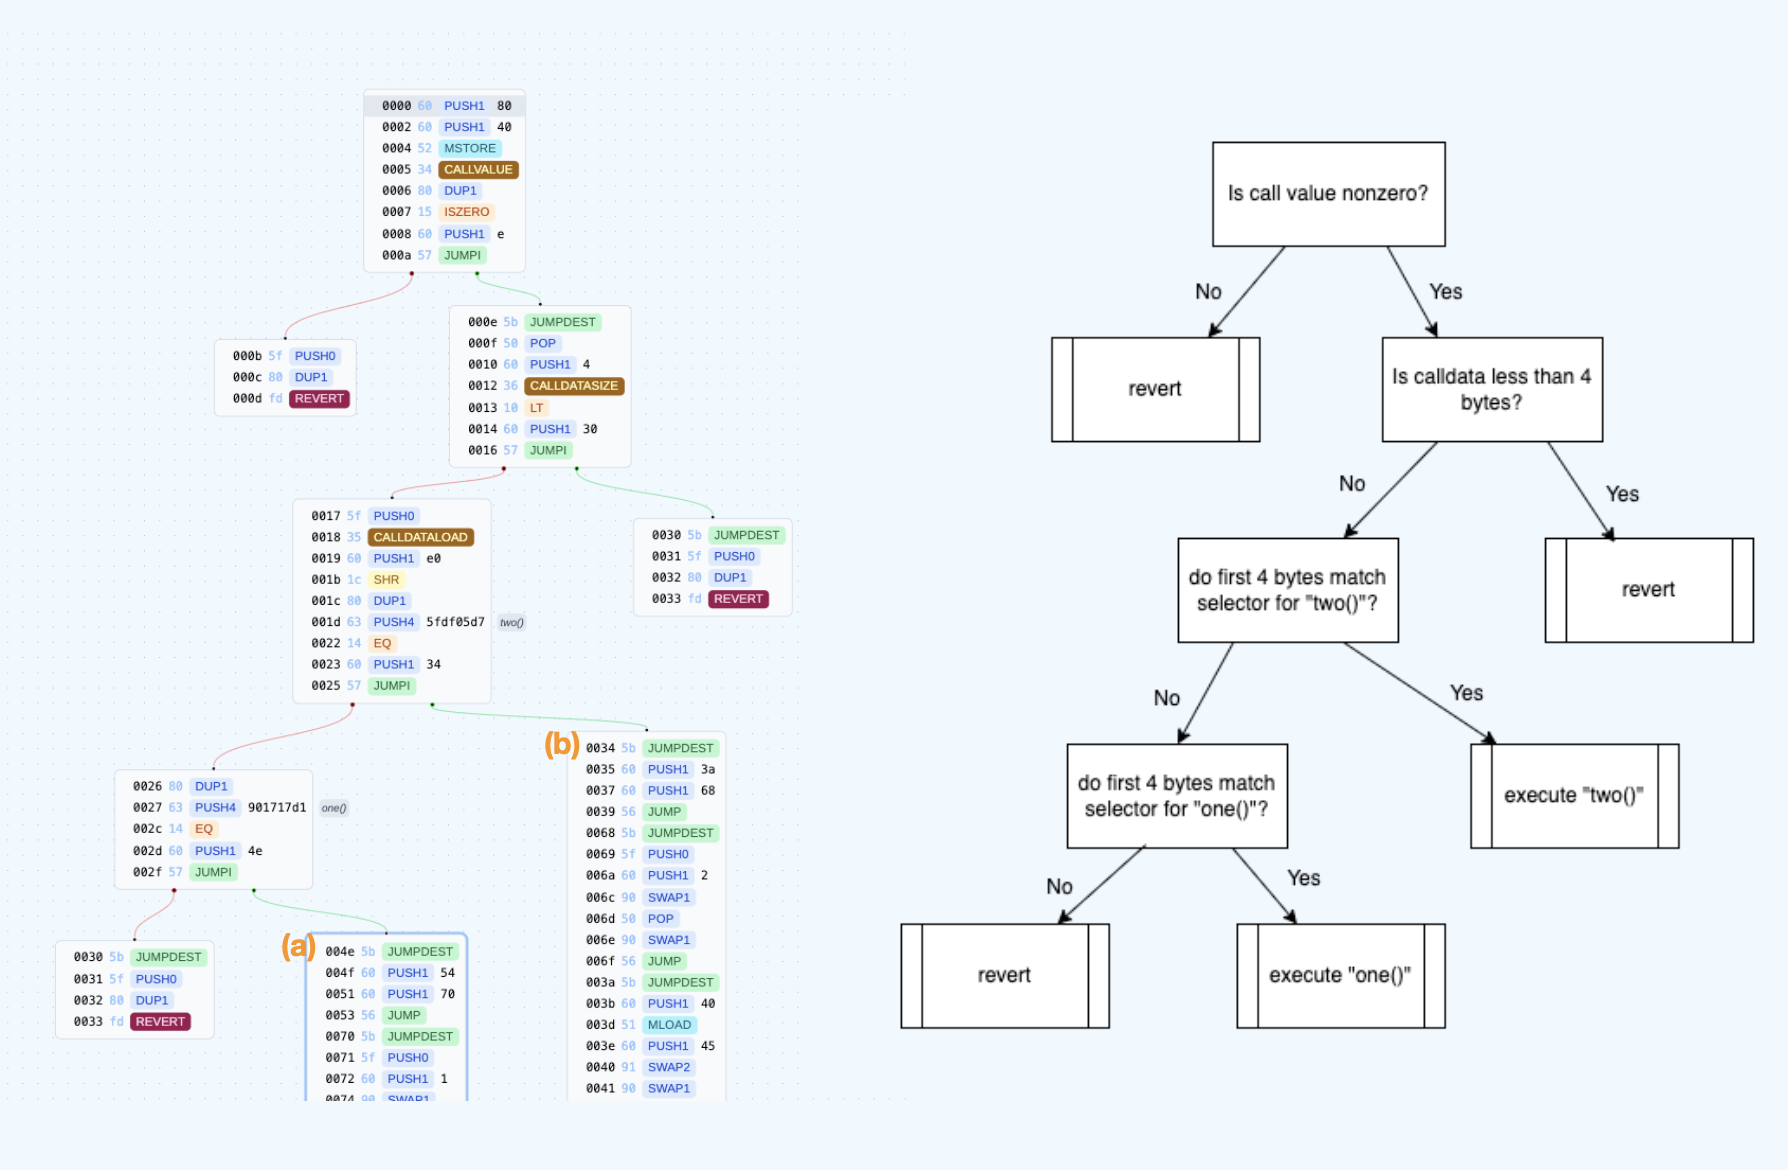 0000 60 PUSH1 80
0002 60 PUSH1 40
0004 52 MSTORE
0005 34 CALLVALUE
0006 80 DUP1
0007 15 ISZERO
0008 60 PUSH1 e
000a 57 JUMPI
000b 5f PUSH0
000c 80 DUP1
000d fd REVERT
000e 5b JUMPDEST
000f 50 POP
0010 60 PUSH1 4
0012 36 CALLDATASIZE
0013 10 LT
0014 60 PUSH1 30
0016 57 JUMPI
0017 5f PUSH0
0018 35 CALLDATALOAD
0019 60 PUSH1 e0
001b 1c SHR
001c 80 DUP1
001d 63 PUSH4 5fdf05d7 two()
0022 14 EQ
0023 60 PUSH1 34
0025 57 JUMPI
0030 5b JUMPDEST
0031 5f PUSH0
0032 80 DUP1
0033 fd REVERT
0026 80 DUP1
0027 63 PUSH4 901717d1 one()
002c 14 EQ
002d 60 PUSH1 4e
002f 57 JUMPI
(b)
0034 5b JUMPDEST
0035 60 PUSH1 3a
0037 60 PUSH1 68
0039 56 JUMP
0068 5b JUMPDEST
0069 5f PUSH0
006a 60 PUSH1 2
006c 90 SWAP1
006d 50 POP
006e 90 SWAP1
006f 56 JUMP
003a 5b JUMPDEST
003b 60 PUSH1 40
003d 51 MLOAD
003e 60 PUSH1 45
0040 91 SWAP2
0041 90 SWAP1
0030 5b JUMPDEST
0031 5f PUSH0
0032 80 DUP1
0033 fd REVERT
(a)
004e 5b JUMPDEST
004f 60 PUSH1 54
0051 60 PUSH1 70
0053 56 JUMP
0070 5b JUMPDEST
0071 5f PUSH0
0072 60 PUSH1 1
0074 90 SWAP1
Is call value nonzero?
No
Yes
revert
Is calldata less than 4
bytes?
No
Yes
do first 4 bytes match
selector for "two()"?
revert
No
Yes
do first 4 bytes match
selector for "one()"?
execute "two()"
No
Yes
revert
execute "one()"